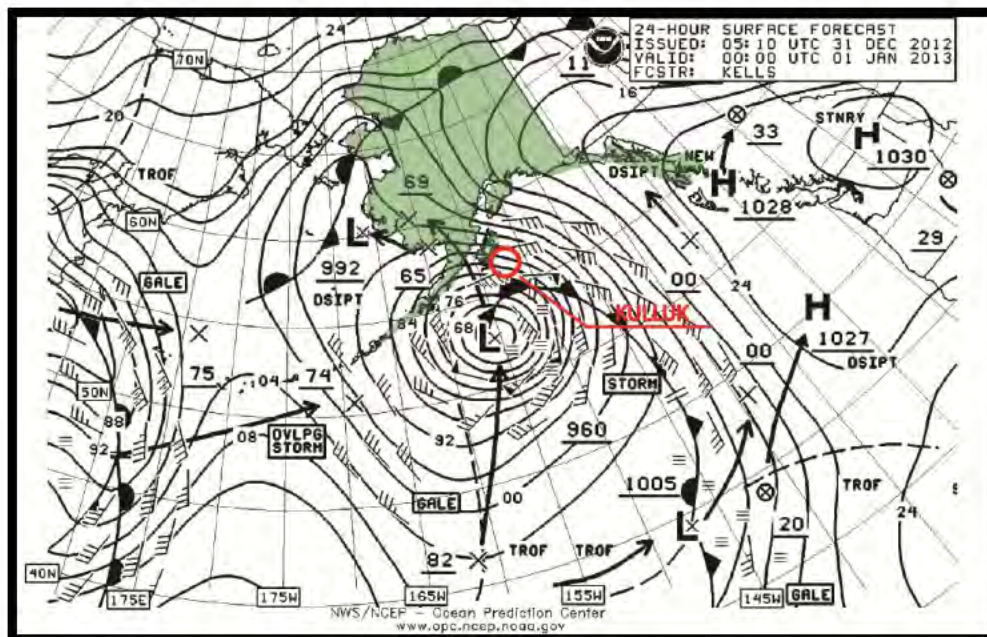 24-HOUR SURFACE FORECAST
ISSUED: 05:10 UTC 31 DEC 2012
VALID: 00:00 UTC 01 JAN 2013
FCSTR: KELLS
24
70N
11
16
20
33
STNRY
H
1030
NEW
DSIPT
H
1028
TROF
69
60N
L
992
DSIPT
65
29
GALE
76
00
24
KULLUK
H
1027
DSIPT
84
68
L
00
75
04
74
STORM
50N
88
92
08
DVLPG
STORM
92
960
GALE
00
1005
TROF
24
L
20
82
TROF
TROF
40N
175E
175W
165W
155W
145W
GALE
NWS/NCEP – Ocean Prediction Center
www.opc.ncep.noaa.gov